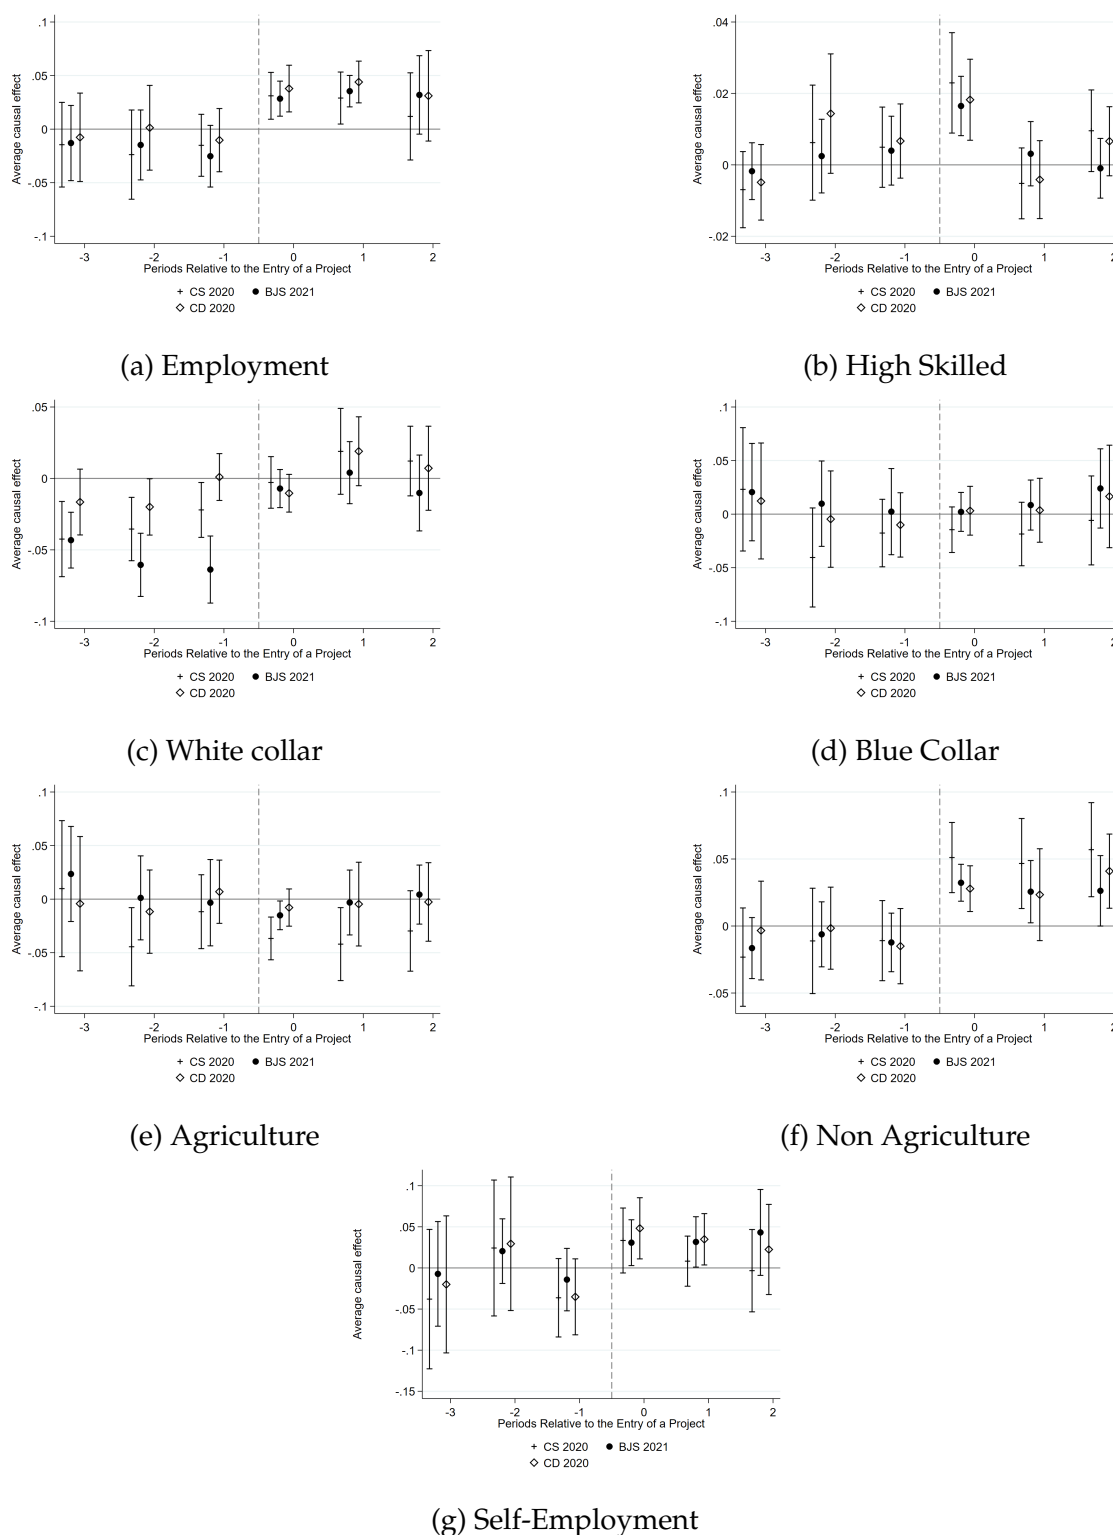 .1
.05
0
-.05
-.1
Average causal effect
-3 -2 -1 0 1 2
Periods Relative to the Entry of a Project
CS 2020 BJS 2021
CD 2020
(a) Employment
.04
.02
0
-.02
Average causal effect
-3 -2 -1 0 1 2
Periods Relative to the Entry of a Project
CS 2020 BJS 2021
CD 2020
(b) High Skilled
.05
0
-.05
-.1
Average causal effect
-3 -2 -1 0 1 2
Periods Relative to the Entry of a Project
CS 2020 BJS 2021
CD 2020
(c) White collar
.1
.05
0
-.05
-.1
Average causal effect
-3 -2 -1 0 1 2
Periods Relative to the Entry of a Project
CS 2020 BJS 2021
CD 2020
(d) Blue Collar
.1
.05
0
-.05
-.1
Average causal effect
-3 -2 -1 0 1 2
Periods Relative to the Entry of a Project
CS 2020 BJS 2021
CD 2020
(e) Agriculture
.1
.05
0
-.05
Average causal effect
-3 -2 -1 0 1 2
Periods Relative to the Entry of a Project
CS 2020 BJS 2021
CD 2020
(f) Non Agriculture
.1
.05
0
-.05
-.1
-.15
Average causal effect
-3 -2 -1 0 1 2
Periods Relative to the Entry of a Project
CS 2020 BJS 2021
CD 2020
(g) Self-Employment